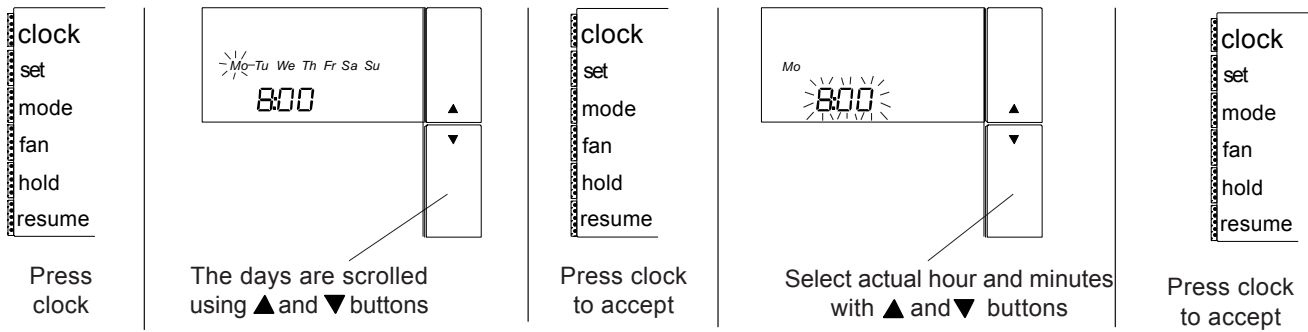 clock
set
mode
fan
hold
resume
Press
clock
Mo Tu We Th Fr Sa Su
8:00
▲
▼
The days are scrolled
using ▲ and ▼ buttons
clock
set
mode
fan
hold
resume
Press clock
to accept
Mo
8:00
▲
▼
Select actual hour and minutes
with ▲ and ▼ buttons
clock
set
mode
fan
hold
resume
Press clock
to accept